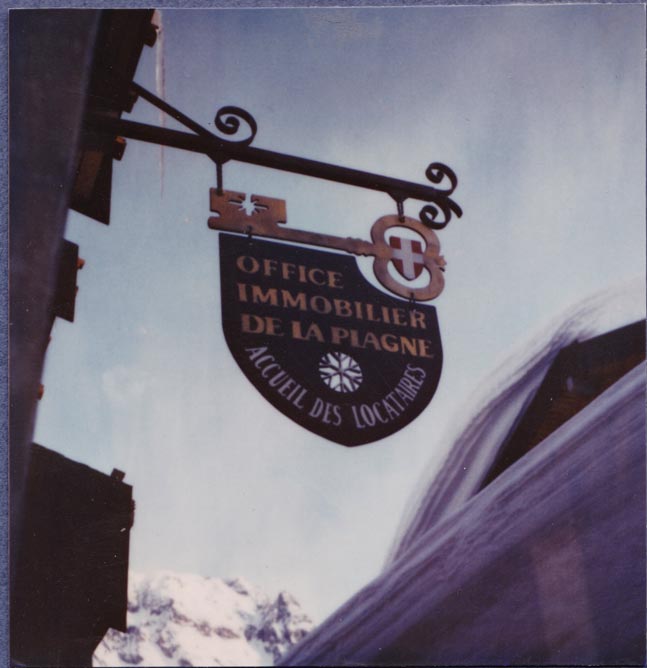 OFFICE
IMMOBILIER
DE LA PLAGNE
ACCUEIL DES LOCATAIRES